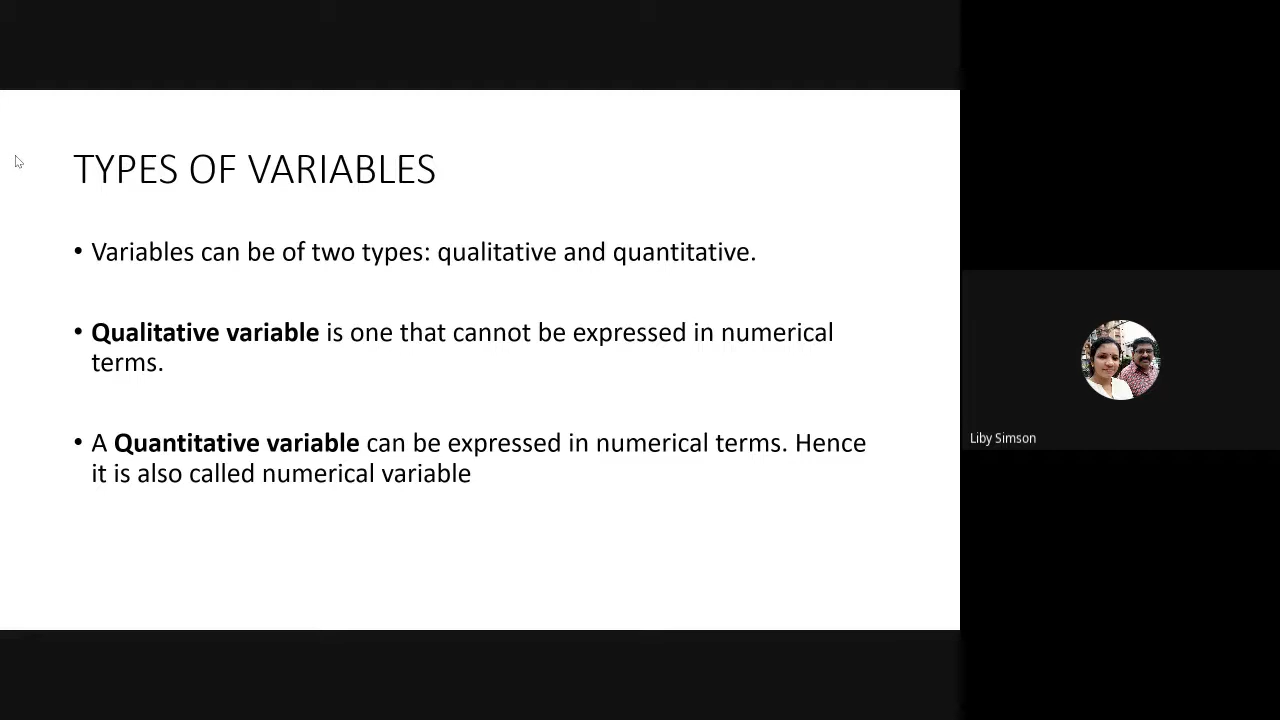 TYPES OF VARIABLES
• Variables can be of two types: qualitative and quantitative.
• Qualitative variable is one that cannot be expressed in numerical
terms.
• A Quantitative variable can be expressed in numerical terms. Hence
it is also called numerical variable
Liby Simson